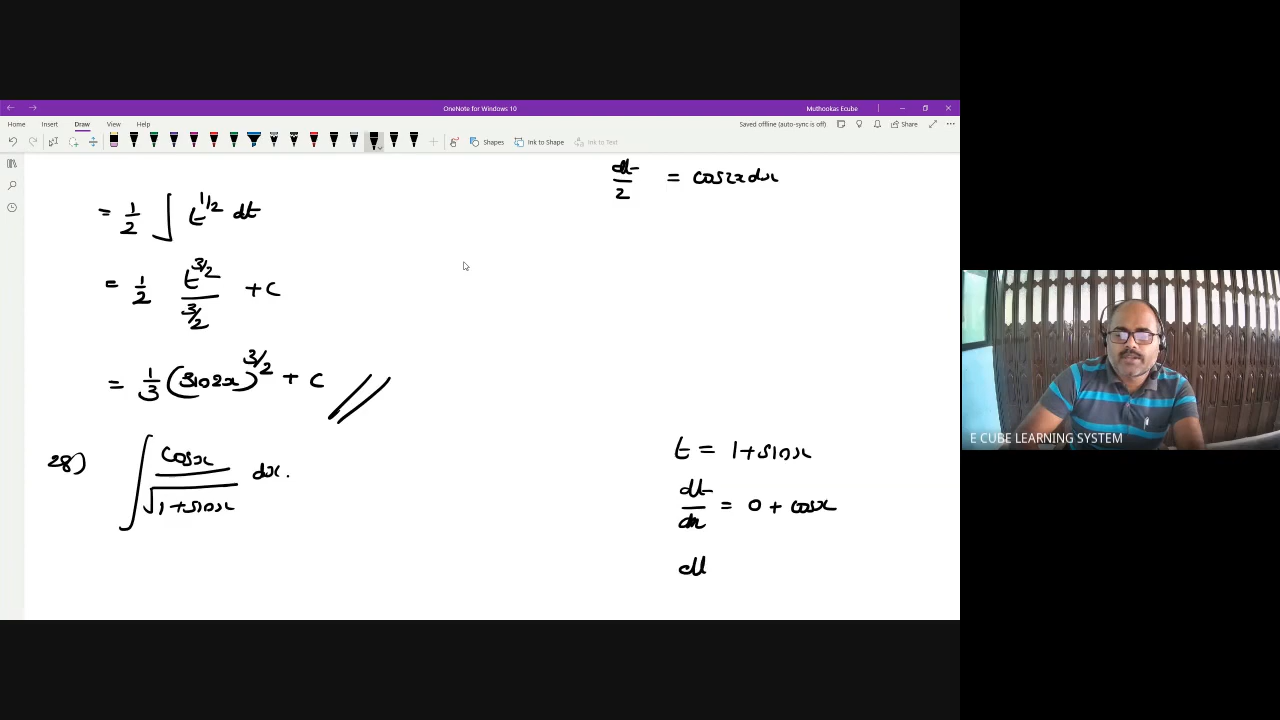 OneNote for Windows 10
Muthookas Ecube
Home Insert Draw View Help
Saved offline (auto-sync is off) Share
Shapes Ink to Shape Ink to Text
dt/2 = cos2x dx
= 1/2 ∫ t^1/2 dt
= 1/2 t^3/2 / 3/2 + c
= 1/3 (sin2x)^3/2 + c //
28) ∫ cosx / √1+sinx dx.
t = 1+sinx
dt/dx = 0 + cosx
dt
E CUBE LEARNING SYSTEM